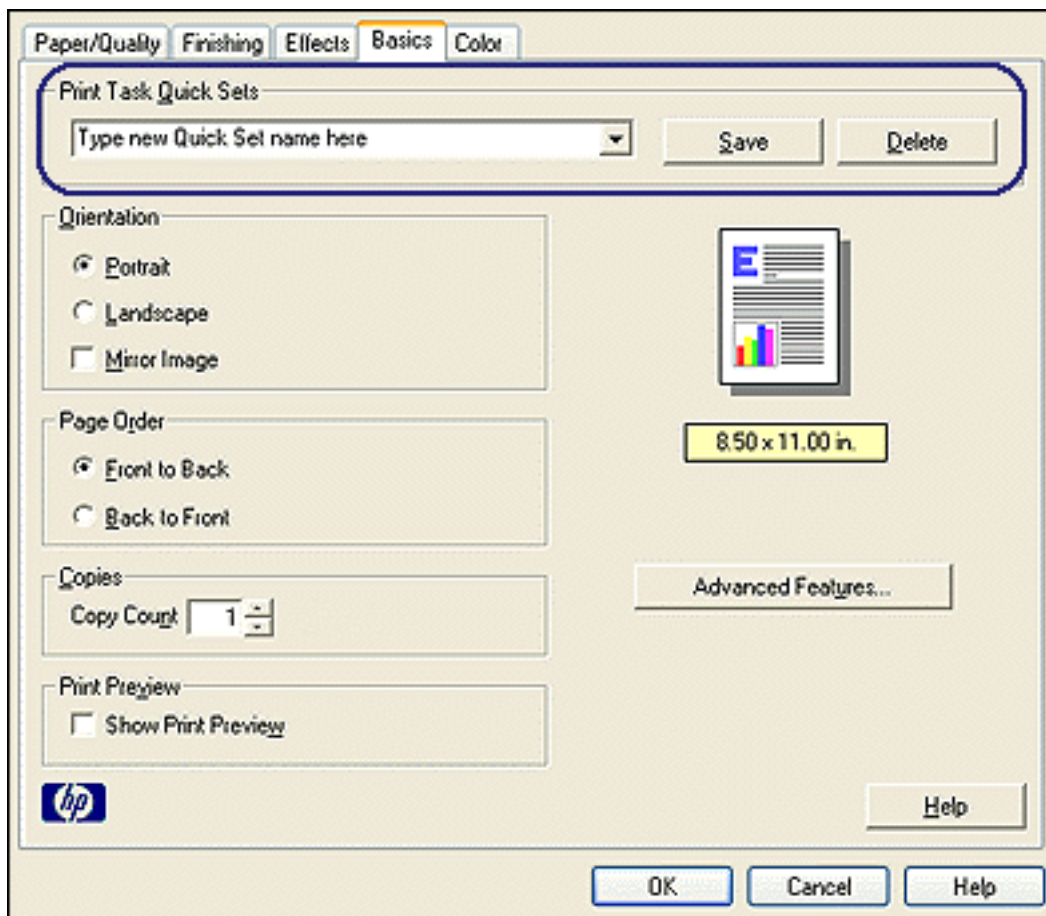 Paper/Quality Finishing Effects Basics Color
Print Task Quick Sets
Type new Quick Set name here Save Delete
Orientation
Portrait
Landscape
Mirror Image
E
8.50 x 11.00 in.
Page Order
Front to Back
Back to Front
Copies
Copy Count 1
Advanced Features...
Print Preview
Show Print Preview
hp
Help
OK Cancel Help